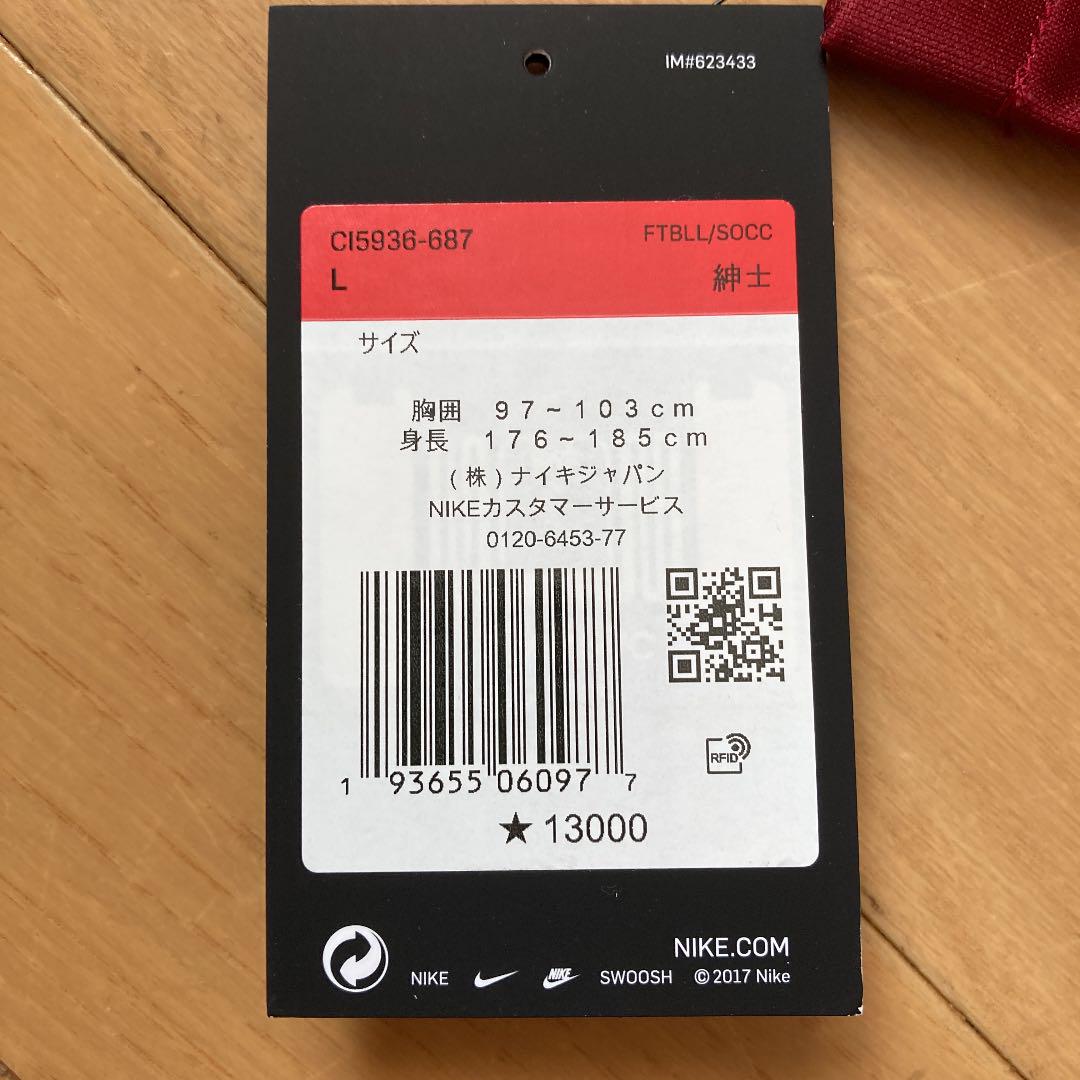 IM#623433
CI5936-687
FTBLL/SOCC
L
紳士
サイズ
胸囲 97~103cm
身長 176~185cm
(株)ナイキジャパン
NIKEカスタマーサービス
0120-6453-77
RFID
1 93655 06097 7
★13000
NIKE.COM
NIKE NIKE SWOOSH © 2017 Nike